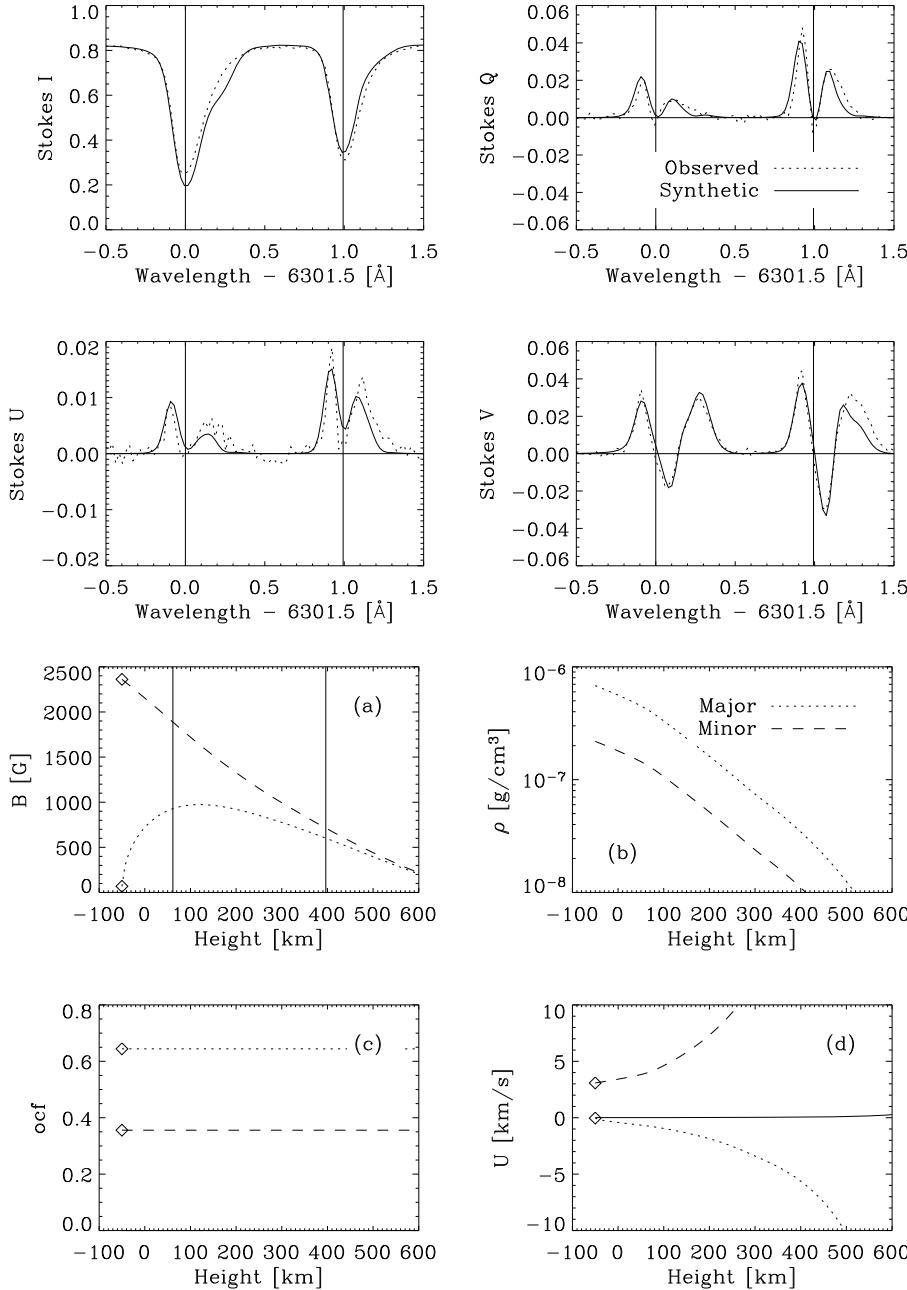 Stokes I
0.8
0.6
0.4
0.2
0.0
−0.5 0.0 0.5 1.0 1.5
Wavelength − 6301.5 [Å]
Stokes Q
0.06
0.04
0.02
0.00
−0.02
−0.04
−0.06
Observed
Synthetic
−0.5 0.0 0.5 1.0 1.5
Wavelength − 6301.5 [Å]
Stokes U
0.02
0.01
0.00
−0.01
−0.02
−0.5 0.0 0.5 1.0 1.5
Wavelength − 6301.5 [Å]
Stokes V
0.06
0.04
0.02
0.00
−0.02
−0.04
−0.06
−0.5 0.0 0.5 1.0 1.5
Wavelength − 6301.5 [Å]
B [G]
2500
2000
1500
1000
500
0
(a)
−100 0 100 200 300 400 500 600
Height [km]
ρ [g/cm³]
10⁻⁶
10⁻⁷
10⁻⁸
Major
Minor
(b)
−100 0 100 200 300 400 500 600
Height [km]
ocf
0.8
0.6
0.4
0.2
0.0
(c)
−100 0 100 200 300 400 500 600
Height [km]
U [km/s]
10
5
0
−5
−10
(d)
−100 0 100 200 300 400 500 600
Height [km]